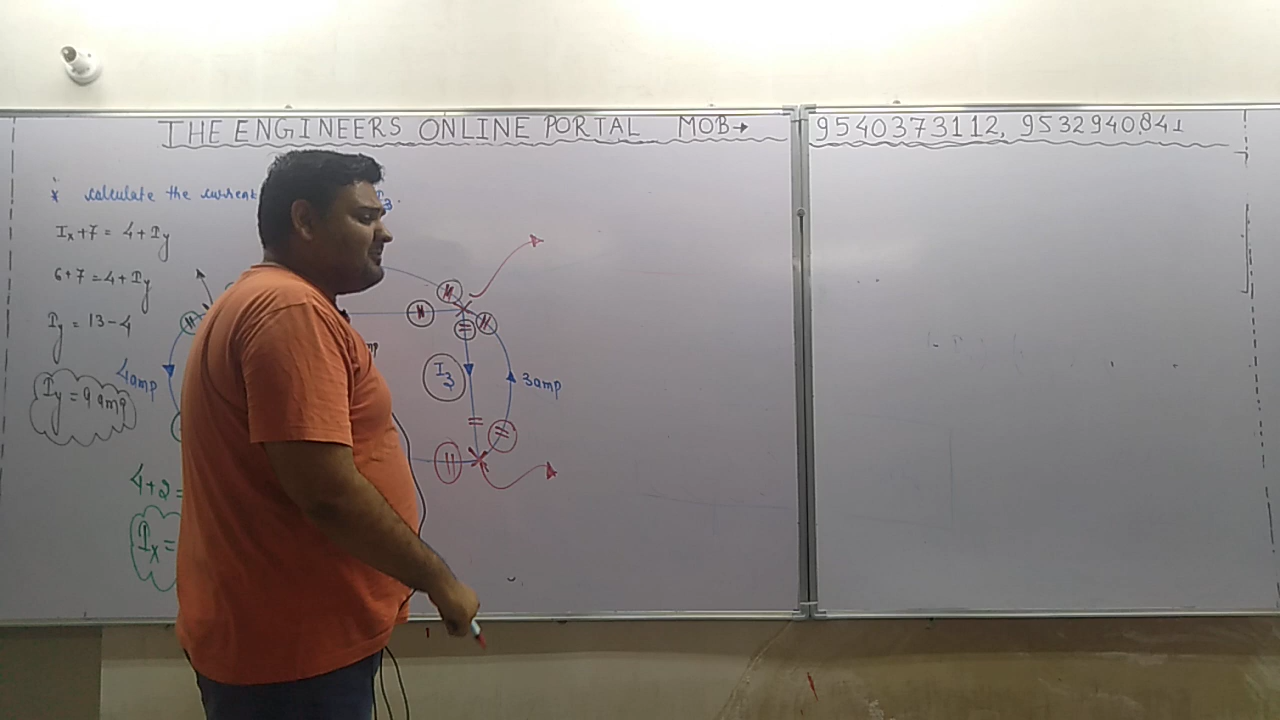 THE ENGINEERS ONLINE PORTAL MOB→ 9540373112, 9532940841
* calculate the current I3.
Ix+7 = 4+Iy
6+7 = 4+Iy
Iy = 13-4
Iy = 9 amp
4amp
I3
3amp
4+2 =
Ix =